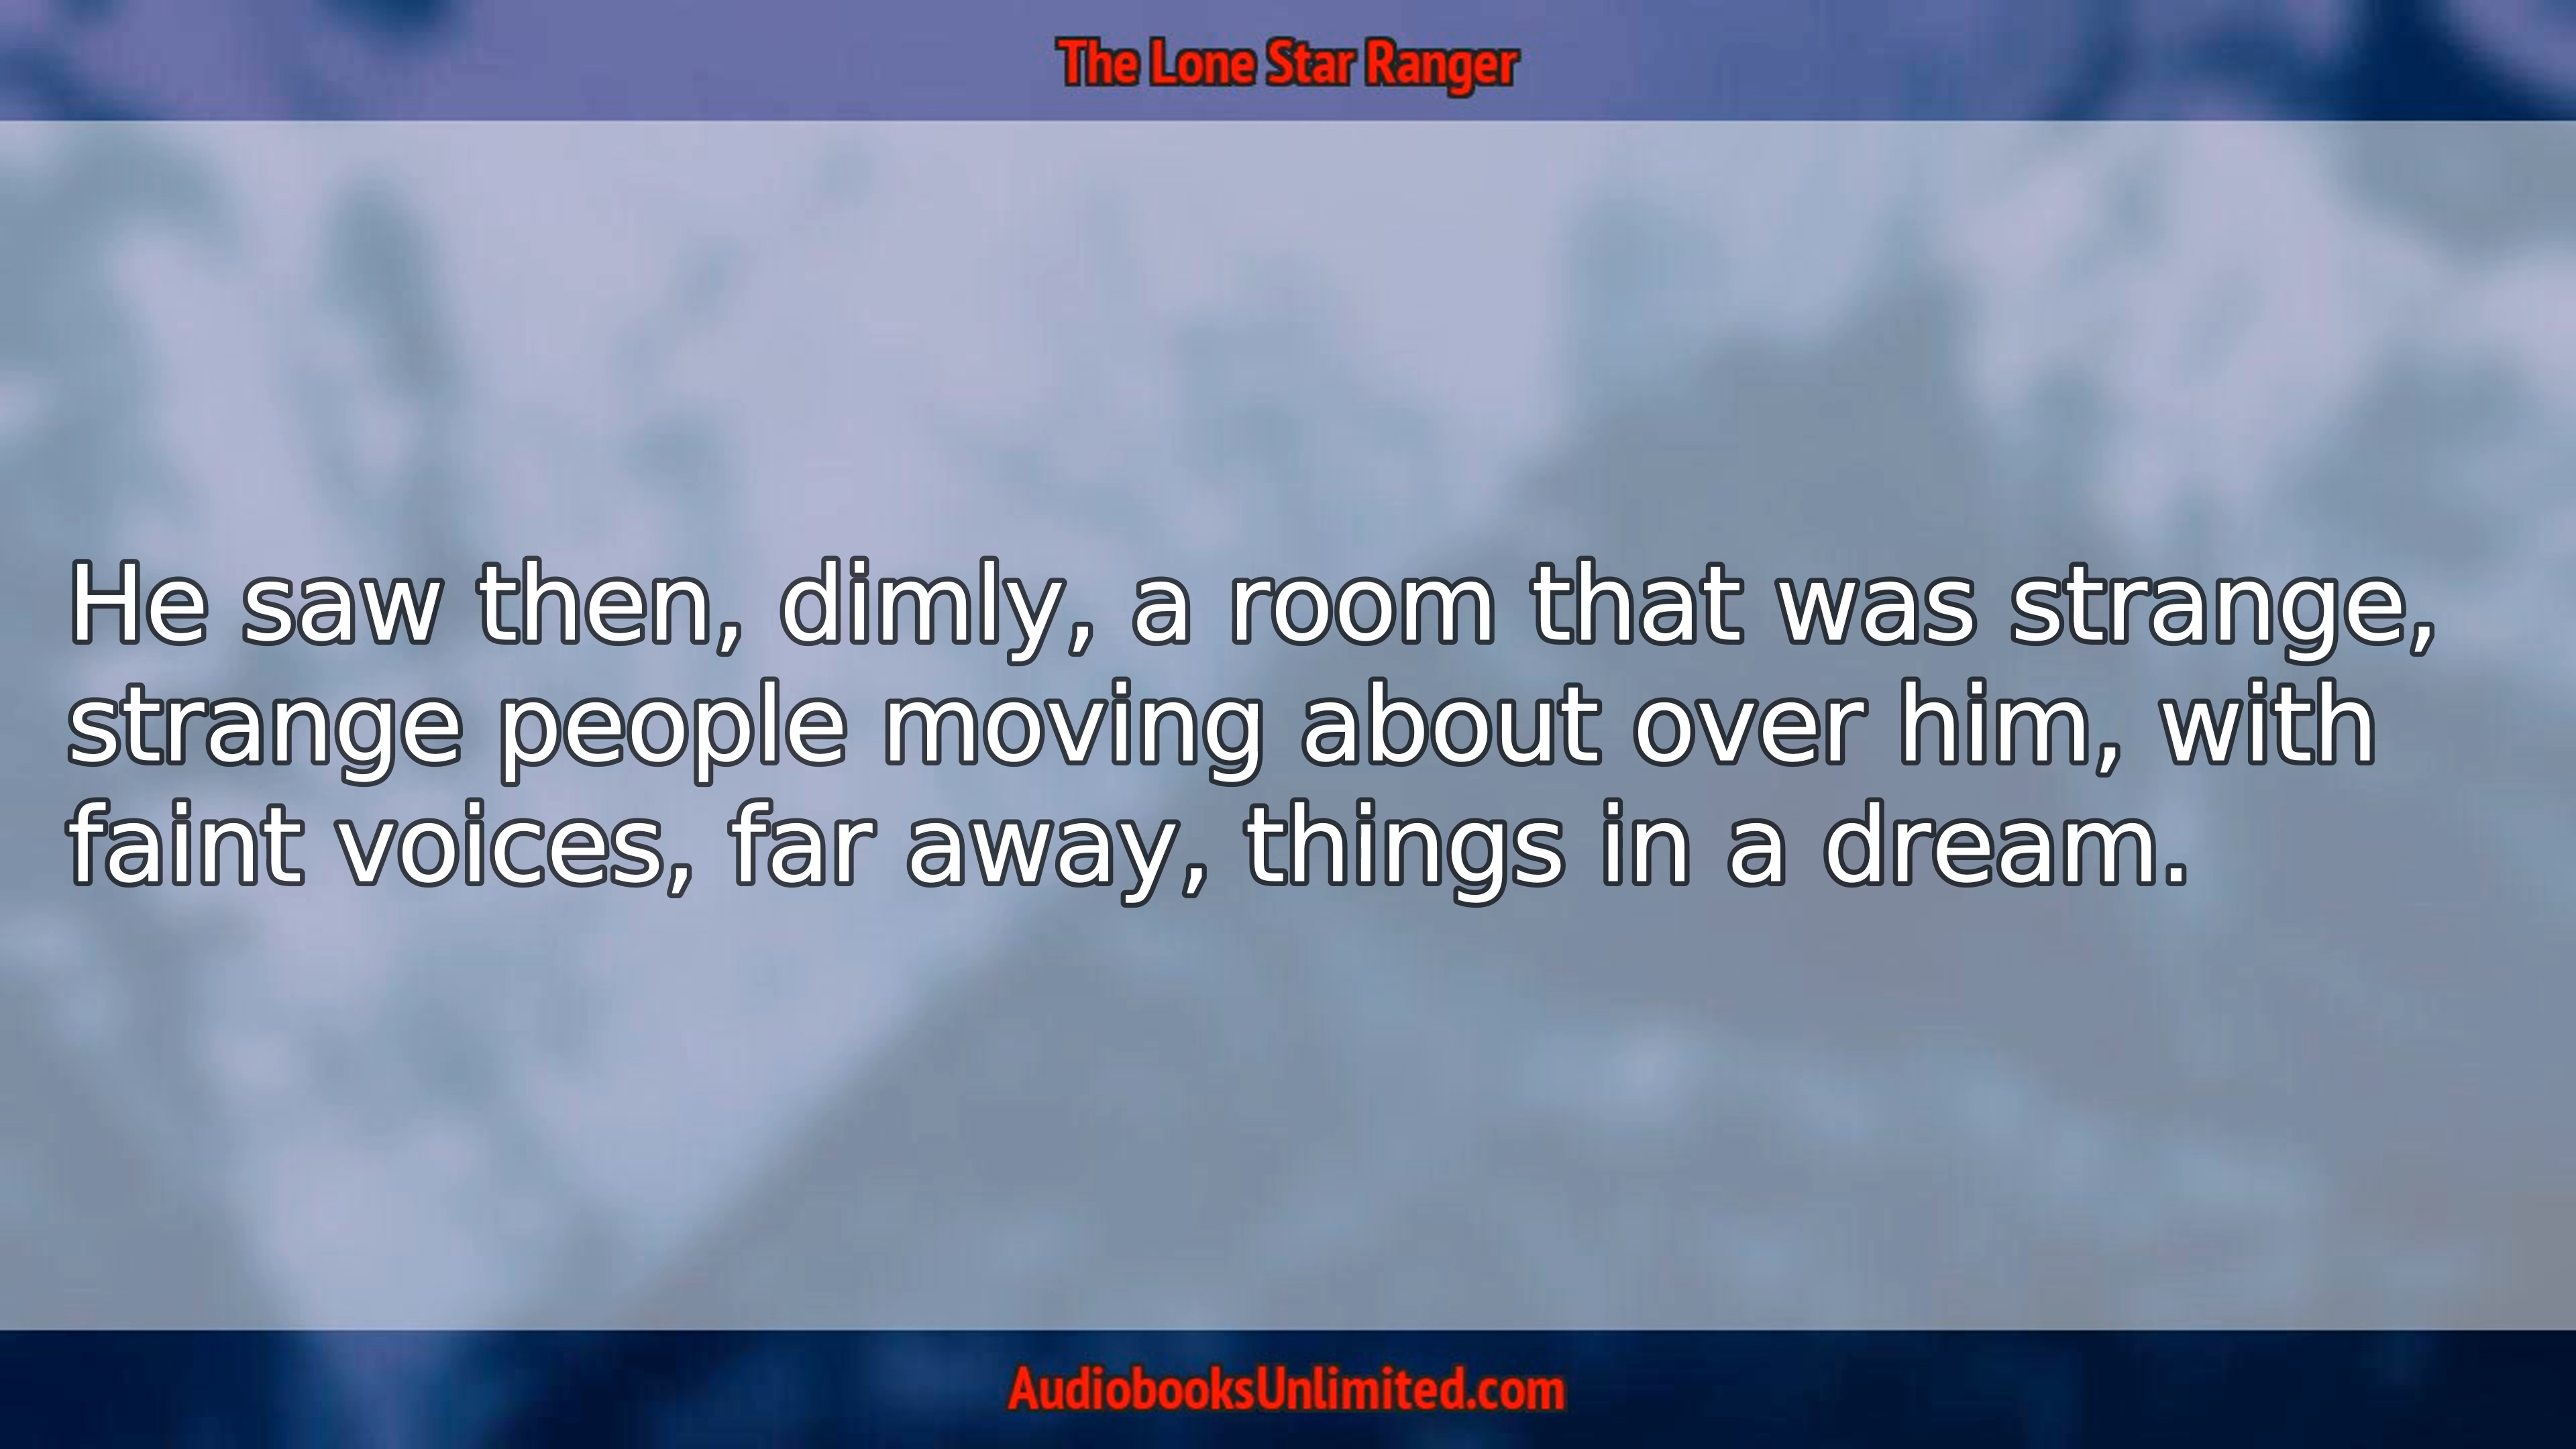 The Lone Star Ranger
He saw then, dimly, a room that was strange,
strange people moving about over him, with
faint voices, far away, things in a dream.
AudiobooksUnlimited.com